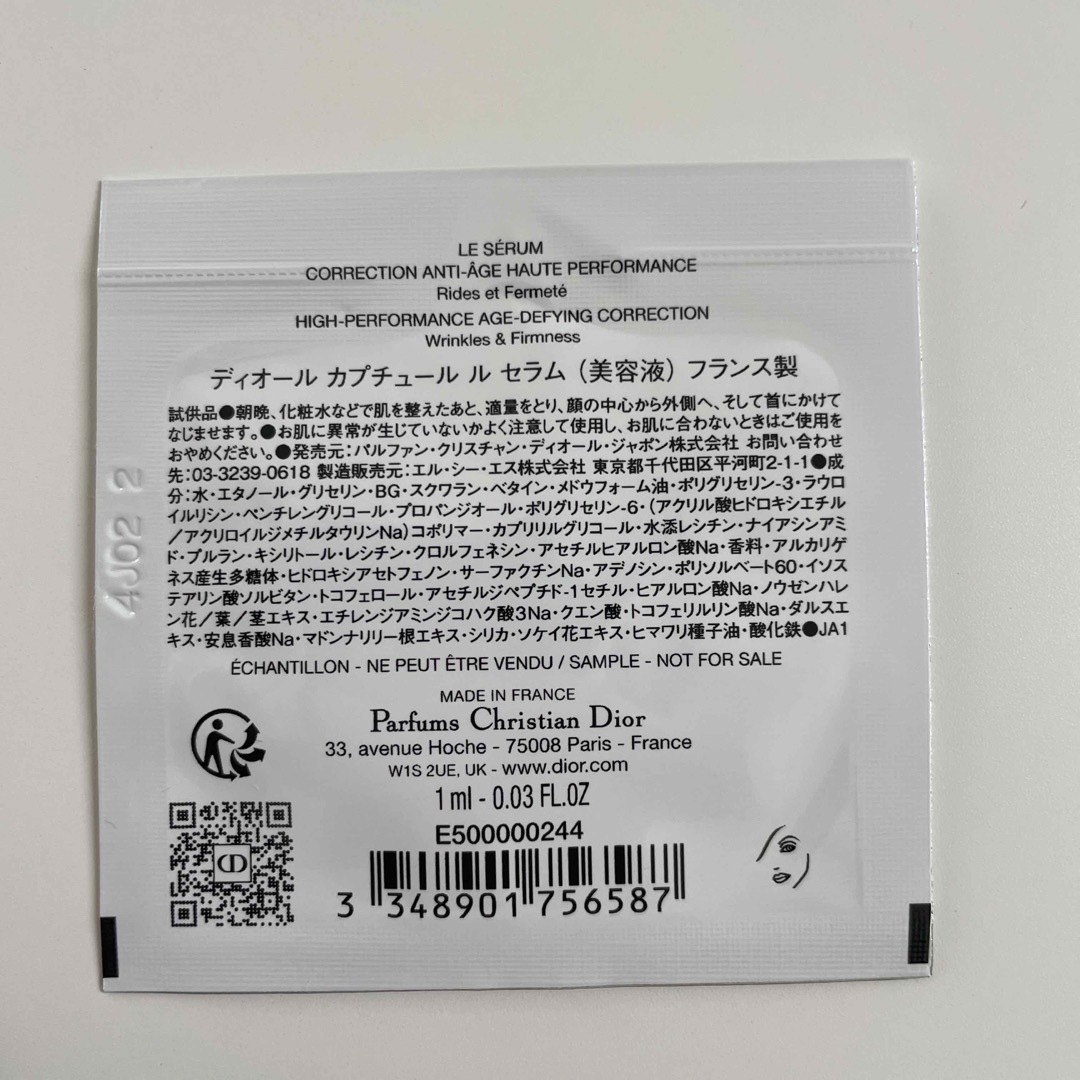 LE SÉRUM
CORRECTION ANTI-ÂGE HAUTE PERFORMANCE
Rides et Fermeté
HIGH-PERFORMANCE AGE-DEFYING CORRECTION
Wrinkles & Firmness
ディオール カプチュール ル セラム（美容液）フランス製
試供品●朝晩、化粧水などで肌を整えたあと、適量をとり、顔の中心から外側へ、そして首にかけて
なじませます。●お肌に異常が生じていないかよく注意して使用し、お肌に合わないときはご使用を
おやめください。●発売元：パルファン・クリスチャン・ディオール・ジャポン株式会社 お問い合わせ
先：03-3239-0618 製造販売元：エル・シー・エス株式会社 東京都千代田区平河町2-1-1●成
分：水・エタノール・グリセリン・BG・スクワラン・ベタイン・メドウフォーム油・ポリグリセリン-3・ラウロ
イルリシン・ペンチレングリコール・プロパンジオール・ポリグリセリン-6・（アクリル酸ヒドロキシエチル
／アクリロイルジメチルタウリンNa）コポリマー・カプリリルグリコール・水添レシチン・ナイアシンアミ
ド・プルラン・キシリトール・レシチン・クロルフェネシン・アセチルヒアルロン酸Na・香料・アルカリゲ
ネス産生多糖体・ヒドロキシアセトフェノン・サーファクチンNa・アデノシン・ポリソルベート60・イソス
テアリン酸ソルビタン・トコフェロール・アセチルジペプチド-1セチル・ヒアルロン酸Na・ノウゼンハレ
ン花／葉／茎エキス・エチレンジアミンジコハク酸3Na・クエン酸・トコフェリルリン酸Na・ダルスエ
キス・安息香酸Na・マドンナリリー根エキス・シリカ・ソケイ花エキス・ヒマワリ種子油・酸化鉄●JA1
ÉCHANTILLON - NE PEUT ÊTRE VENDU / SAMPLE - NOT FOR SALE
MADE IN FRANCE
Parfums Christian Dior
33, avenue Hoche - 75008 Paris - France
W1S 2UE, UK - www.dior.com
1 ml - 0.03 FL.OZ
E500000244
3 348901 756587
CD
4J02 2